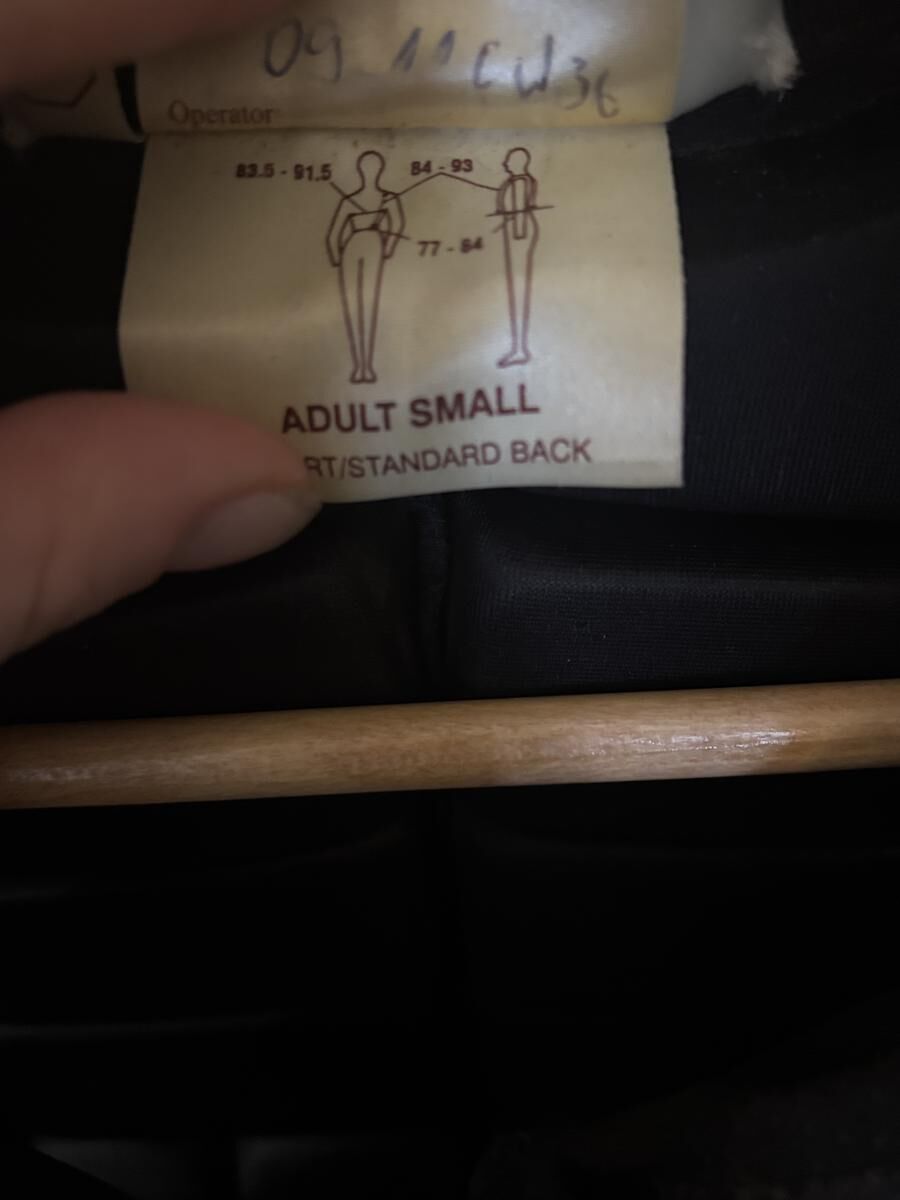 09 11 CW36
Operator
83.5 - 91.5 84 - 93
77 - 84
ADULT SMALL
RT/STANDARD BACK